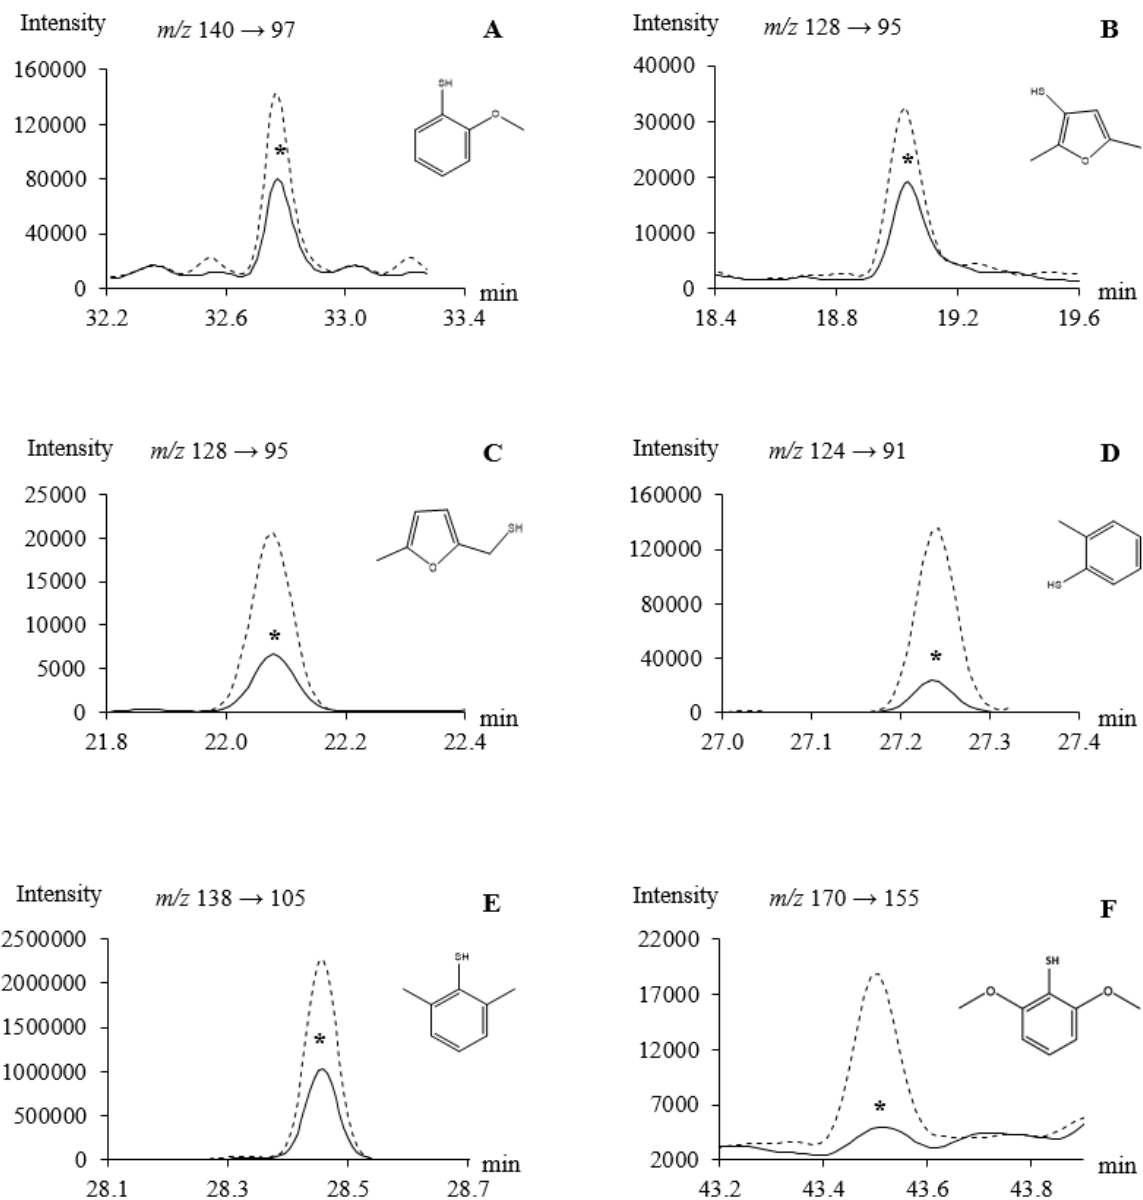 Intensity m/z 140 → 97 A
160000
120000
80000
40000
0
32.2 32.6 33.0 33.4 min
*
SH
O
Intensity m/z 128 → 95 B
40000
30000
20000
10000
0
18.4 18.8 19.2 19.6 min
*
HS
O
Intensity m/z 128 → 95 C
25000
20000
15000
10000
5000
0
21.8 22.0 22.2 22.4 min
*
SH
O
Intensity m/z 124 → 91 D
160000
120000
80000
40000
0
27.0 27.1 27.2 27.3 27.4 min
*
HS
Intensity m/z 138 → 105 E
2500000
2000000
1500000
1000000
500000
0
28.1 28.3 28.5 28.7 min
*
SH
Intensity m/z 170 → 155 F
22000
17000
12000
7000
2000
43.2 43.4 43.6 43.8 min
*
SH
O O